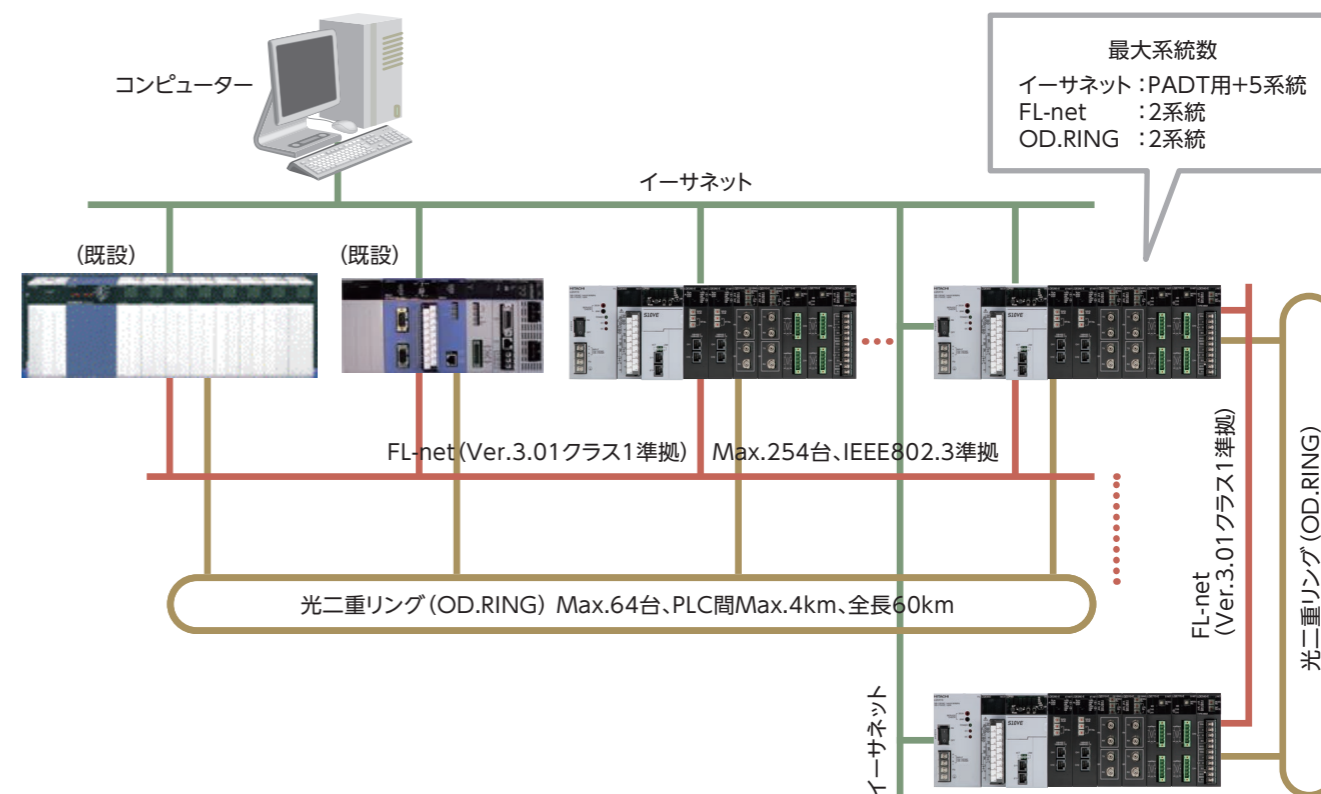 コンピューター
最大系統数
イーサネット：PADT用+5系統
FL-net ：2系統
OD.RING ：2系統
イーサネット
（既設）
（既設）
HITACHI
S10VE
HITACHI
S10VE
FL-net（Ver.3.01クラス1準拠） Max.254台、IEEE802.3準拠
光二重リング（OD.RING） Max.64台、PLC間Max.4km、全長60km
FL-net
（Ver.3.01クラス1準拠）
光二重リング（OD.RING）
イーサネット
HITACHI
S10VE